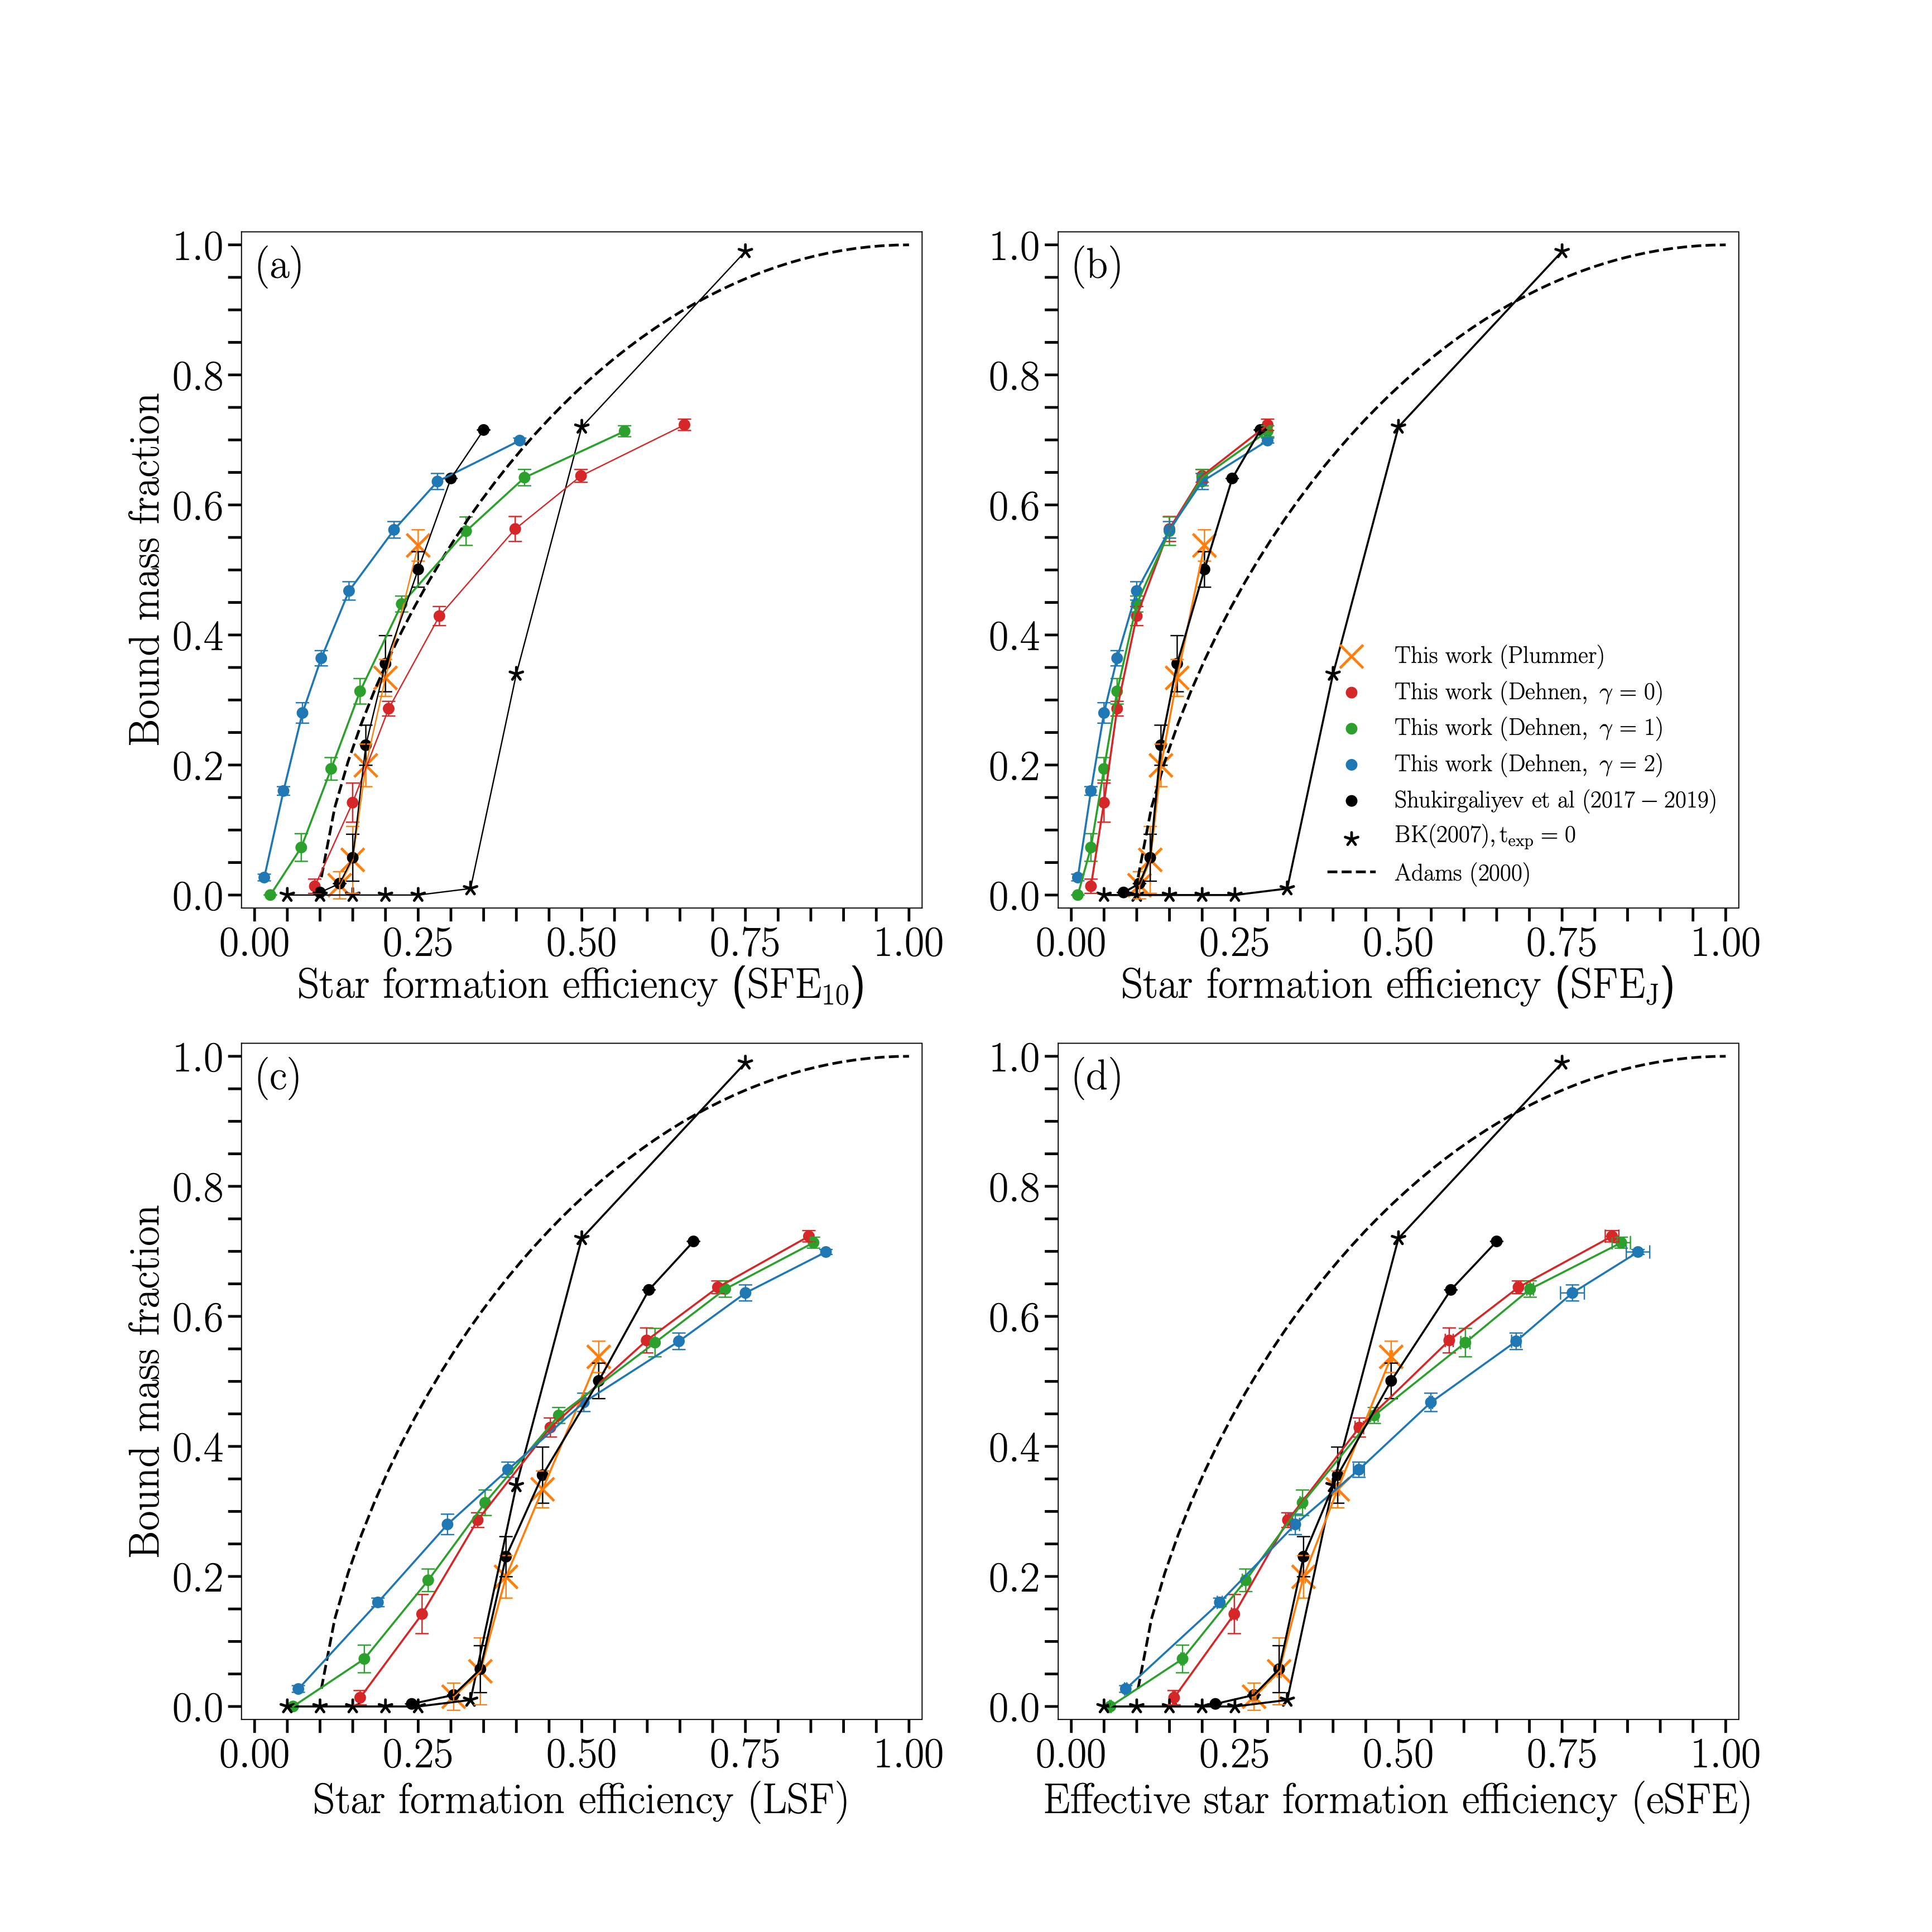 (a)
1.0
0.8
0.6
0.4
0.2
0.0
Bound mass fraction
0.00 0.25 0.50 0.75 1.00
Star formation efficiency (SFE₁₀)
(b)
1.0
0.8
0.6
0.4
0.2
0.0
This work (Plummer)
This work (Dehnen, γ = 0)
This work (Dehnen, γ = 1)
This work (Dehnen, γ = 2)
Shukirgaliyev et al (2017 − 2019)
BK(2007), t_exp = 0
Adams (2000)
0.00 0.25 0.50 0.75 1.00
Star formation efficiency (SFE_J)
(c)
1.0
0.8
0.6
0.4
0.2
0.0
Bound mass fraction
0.00 0.25 0.50 0.75 1.00
Star formation efficiency (LSF)
(d)
1.0
0.8
0.6
0.4
0.2
0.0
0.00 0.25 0.50 0.75 1.00
Effective star formation efficiency (eSFE)